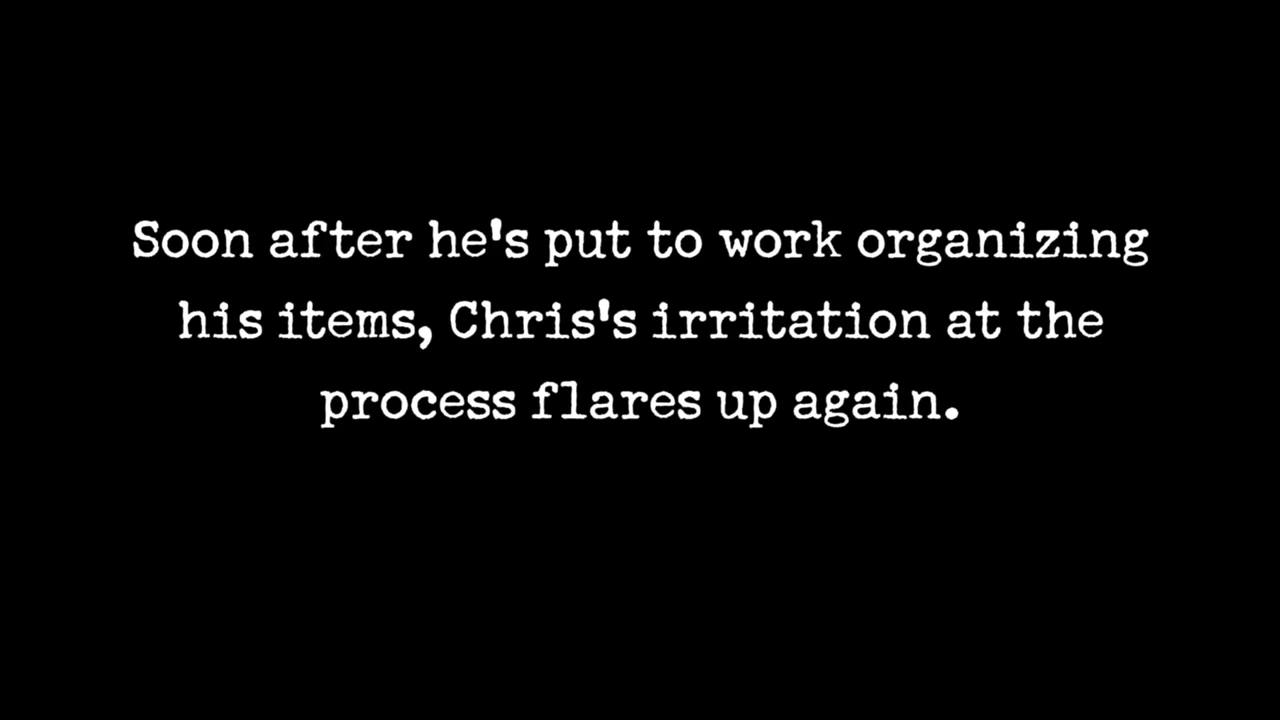 Soon after he's put to work organizing
his items, Chris's irritation at the
process flares up again.